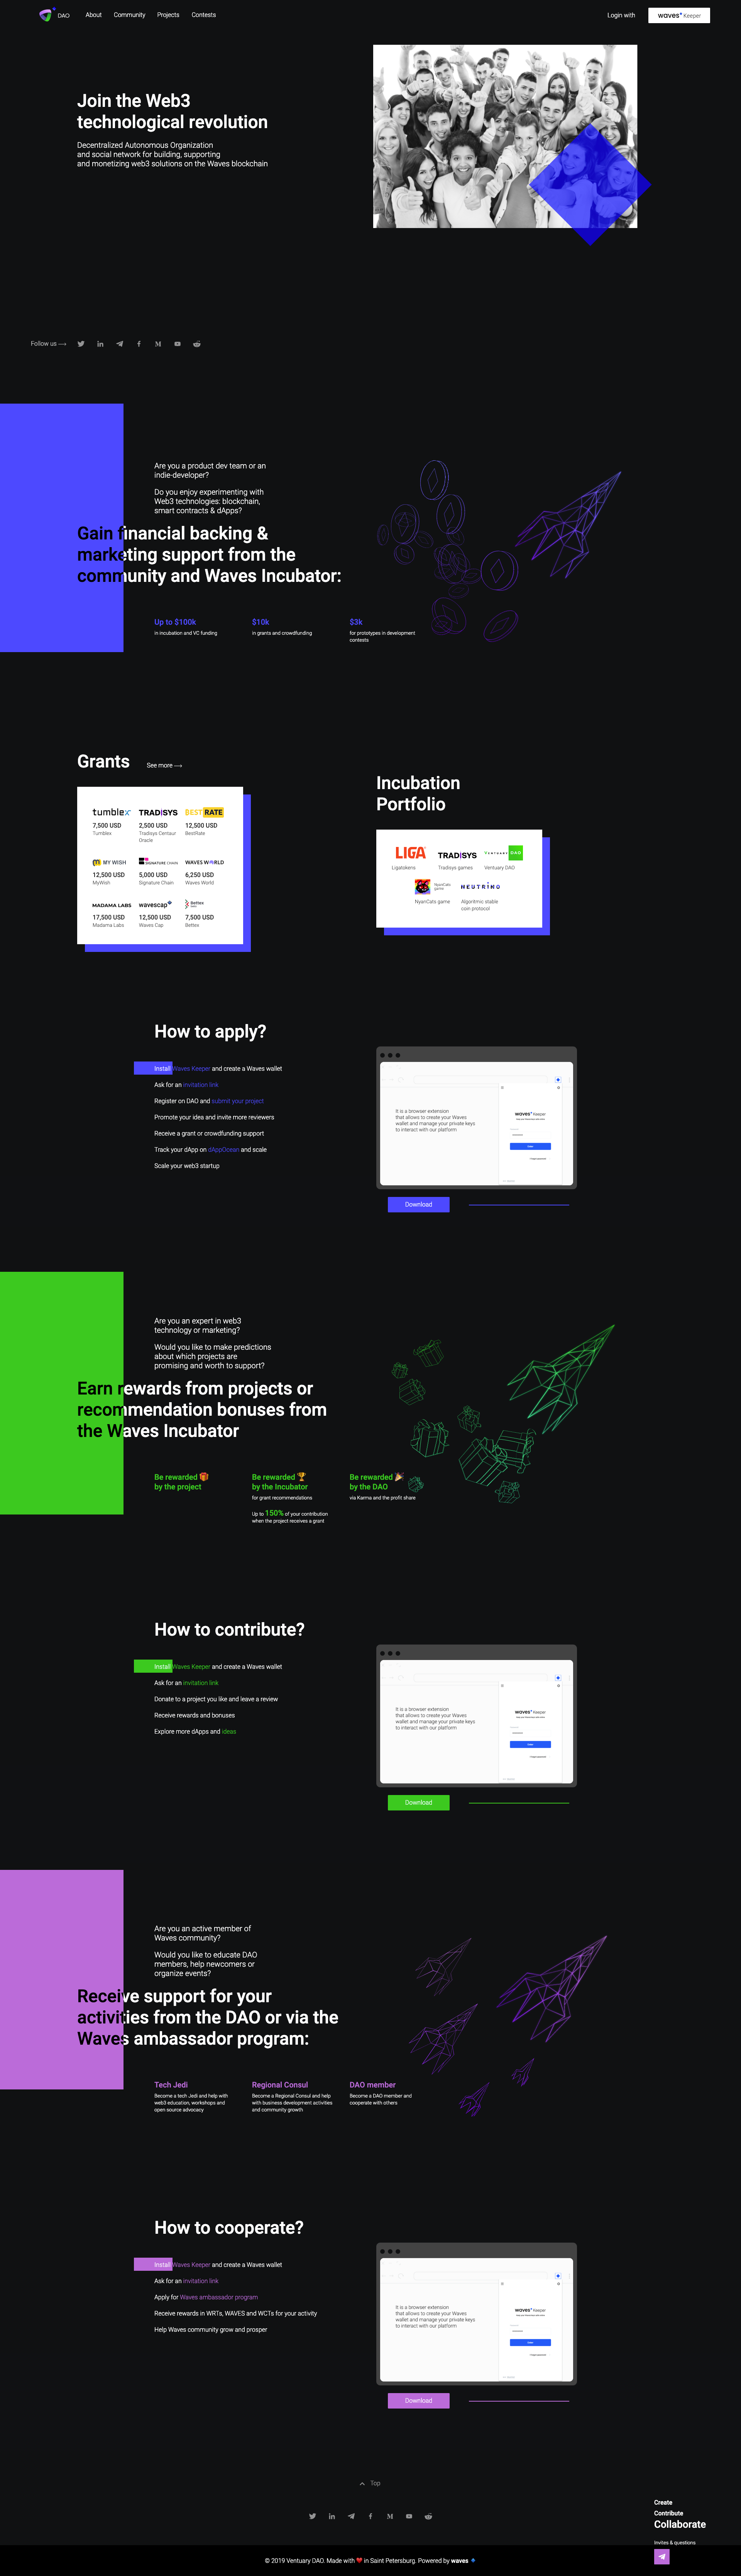 DAO
About
Community
Projects
Contests
Login with
waves Keeper
Join the Web3
technological revolution
Decentralized Autonomous Organization
and social network for building, supporting
and monetizing web3 solutions on the Waves blockchain
Follow us
Are you a product dev team or an
indie-developer?
Do you enjoy experimenting with
Web3 technologies: blockchain,
smart contracts & dApps?
Gain financial backing &
marketing support from the
community and Waves Incubator:
Up to $100k
in incubation and VC funding
$10k
in grants and crowdfunding
$3k
for prototypes in development
contests
Grants
See more
tumblex
7,500 USD
Tumblex
TRADISYS
2,500 USD
Tradisys Centaur
Oracle
BESTRATE
12,500 USD
BestRate
MY WISH
12,500 USD
MyWish
SIGNATURE CHAIN
5,000 USD
Signature Chain
WAVES WORLD
6,250 USD
Waves World
MADAMA LABS
17,500 USD
Madama Labs
wavescap
12,500 USD
Waves Cap
Bettex
7,500 USD
Bettex
Incubation
Portfolio
LIGA
Ligatokens
TRADISYS
Tradisys games
VENTUARY DAO
Ventuary DAO
NyanCats
game
NyanCats game
NEUTRINO
Algoritmic stable
coin protocol
How to apply?
Install Waves Keeper and create a Waves wallet
Ask for an invitation link
Register on DAO and submit your project
Promote your idea and invite more reviewers
Receive a grant or crowdfunding support
Track your dApp on dAppOcean and scale
Scale your web3 startup
It is a browser extension
that allows to create your Waves
wallet and manage your private keys
to interact with our platform
waves Keeper
Download
Are you an expert in web3
technology or marketing?
Would you like to make predictions
about which projects are
promising and worth to support?
Earn rewards from projects or
recommendation bonuses from
the Waves Incubator
Be rewarded 🎁
by the project
Be rewarded 🏆
by the Incubator
for grant recommendations
Up to 150% of your contribution
when the project receives a grant
Be rewarded 🎉
by the DAO
via Karma and the profit share
How to contribute?
Install Waves Keeper and create a Waves wallet
Ask for an invitation link
Donate to a project you like and leave a review
Receive rewards and bonuses
Explore more dApps and ideas
It is a browser extension
that allows to create your Waves
wallet and manage your private keys
to interact with our platform
waves Keeper
Download
Are you an active member of
Waves community?
Would you like to educate DAO
members, help newcomers or
organize events?
Receive support for your
activities from the DAO or via the
Waves ambassador program:
Tech Jedi
Become a tech Jedi and help with
web3 education, workshops and
open source advocacy
Regional Consul
Become a Regional Consul and help
with business development activities
and community growth
DAO member
Become a DAO member and
cooperate with others
How to cooperate?
Install Waves Keeper and create a Waves wallet
Ask for an invitation link
Apply for Waves ambassador program
Receive rewards in WRTs, WAVES and WCTs for your activity
Help Waves community grow and prosper
It is a browser extension
that allows to create your Waves
wallet and manage your private keys
to interact with our platform
waves Keeper
Download
Top
Create
Contribute
Collaborate
Invites & questions
© 2019 Ventuary DAO. Made with ❤️ in Saint Petersburg. Powered by waves